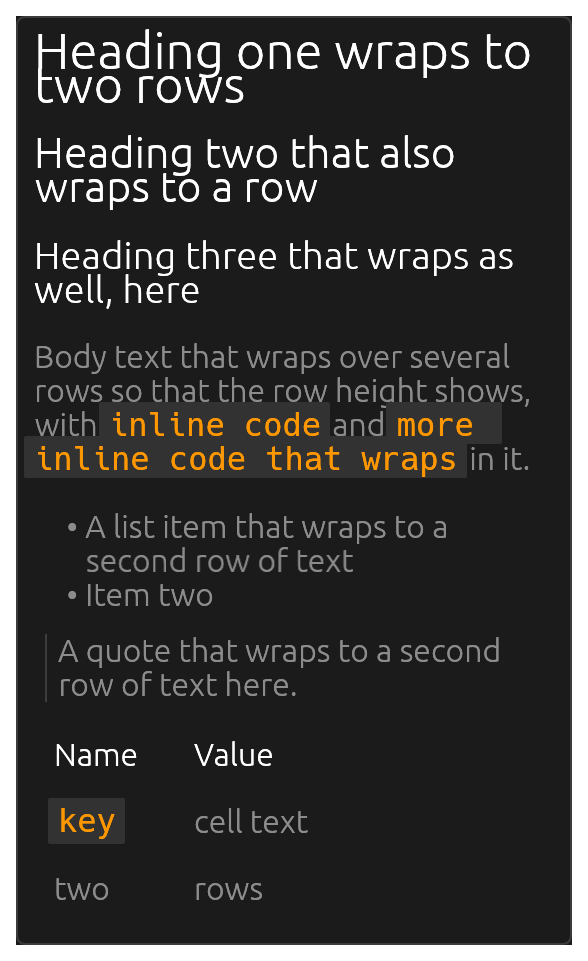 Heading one wraps to
two rows
Heading two that also
wraps to a row
Heading three that wraps as
well, here
Body text that wraps over several
rows so that the row height shows,
with inline code and more
inline code that wraps in it.
• A list item that wraps to a
second row of text
• Item two
A quote that wraps to a second
row of text here.
Name Value
key cell text
two rows